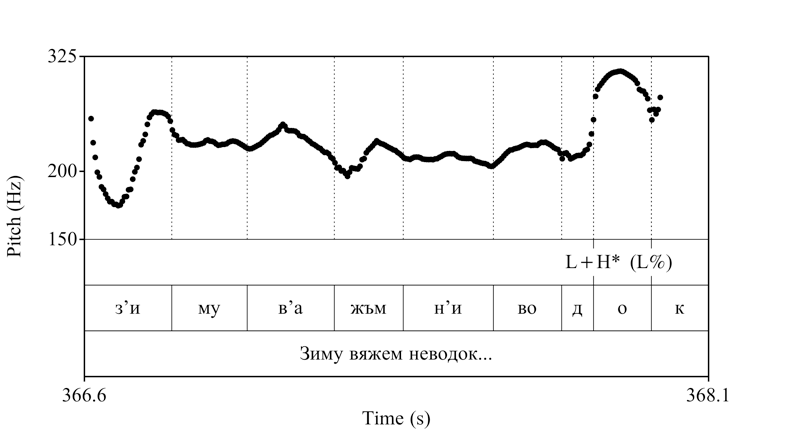 325
200
150
Pitch (Hz)
L+H* (L%)
з’и му в’а жъм н’и во д о к
Зиму вяжем неводок...
366.6 368.1
Time (s)